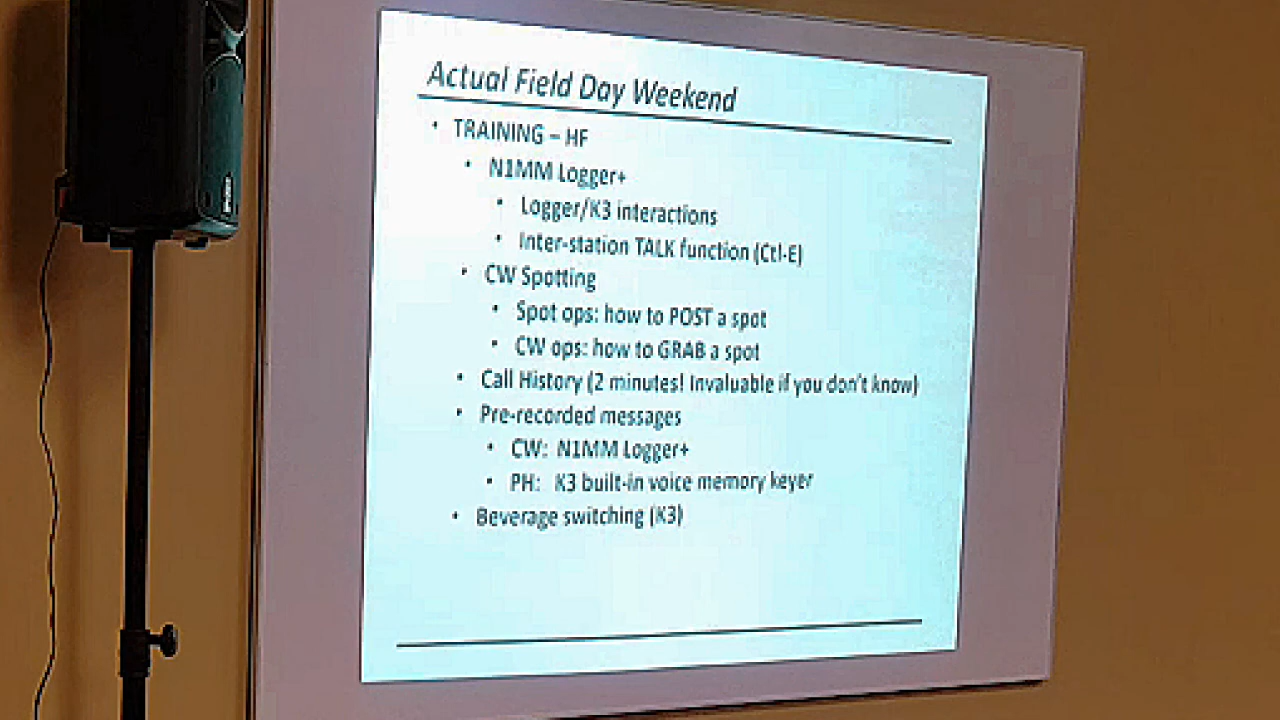 Actual Field Day Weekend
• TRAINING – HF
• N1MM Logger+
• Logger/K3 interactions
• Inter-station TALK function (Ctl-E)
• CW Spotting
• Spot ops: how to POST a spot
• CW ops: how to GRAB a spot
• Call History (2 minutes! Invaluable if you don't know)
• Pre-recorded messages
• CW: N1MM Logger+
• PH: K3 built-in voice memory keyer
• Beverage switching (K3)